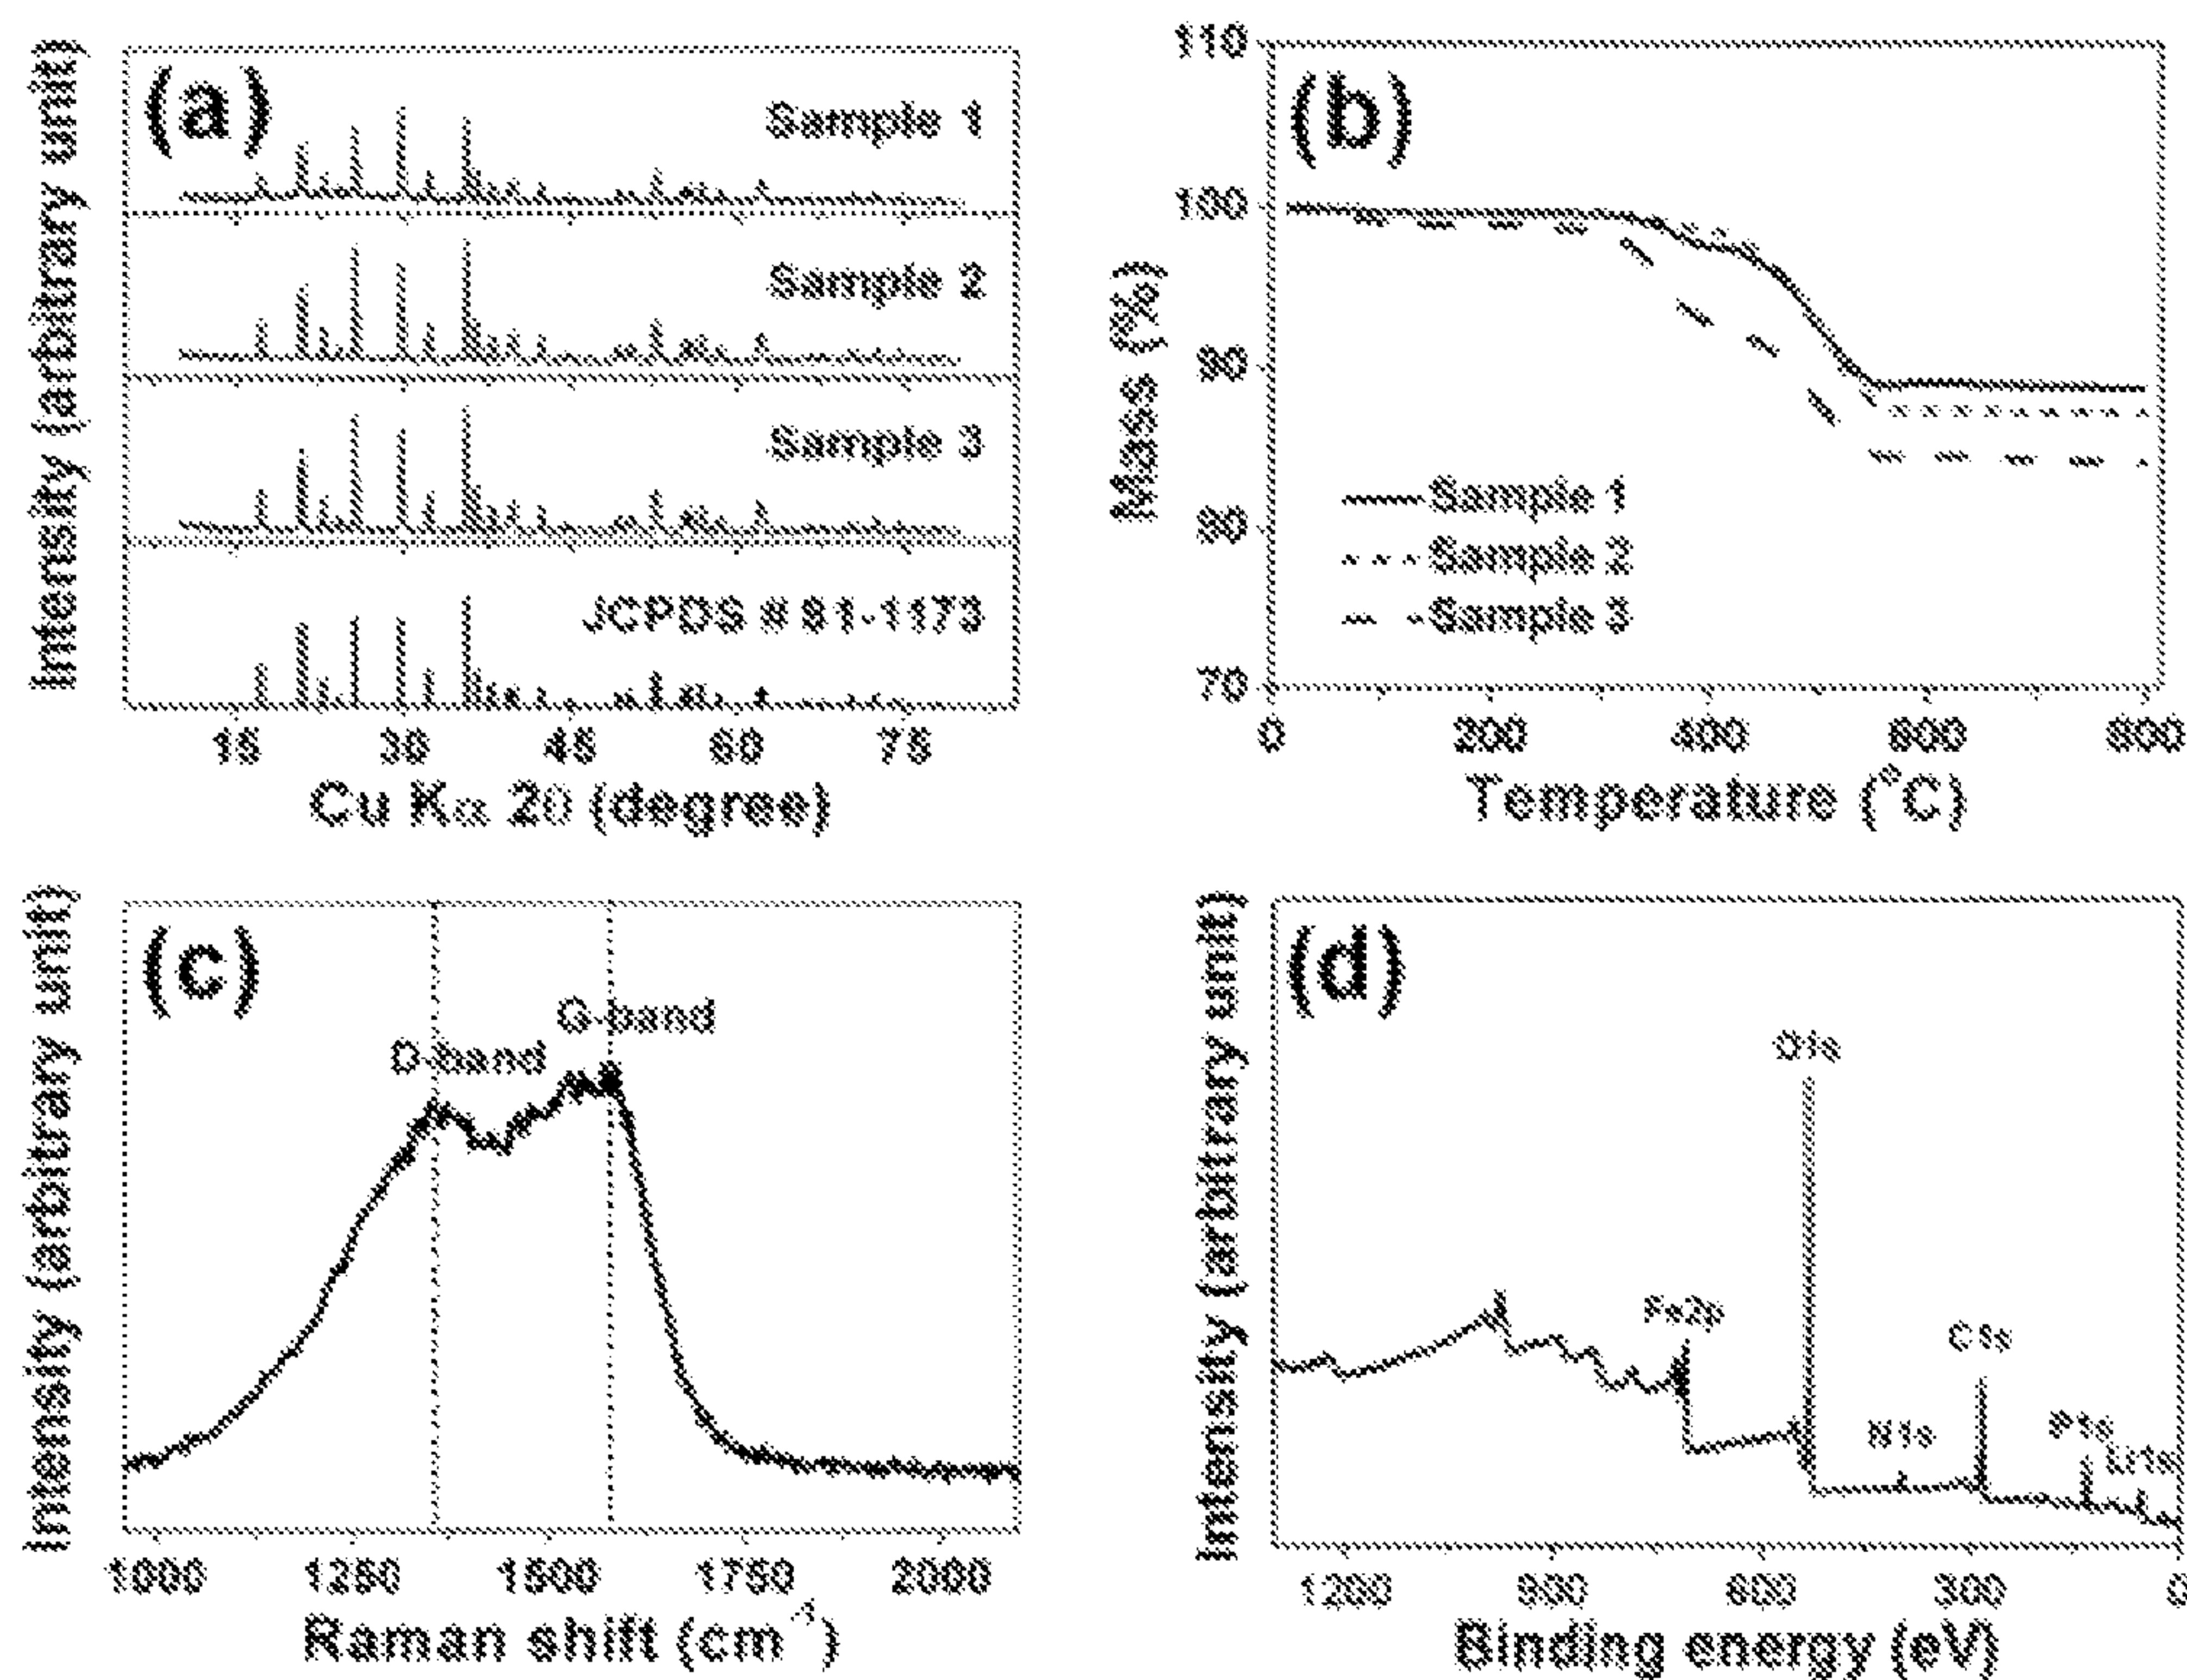 (a)
Intensity (arbitrary unit)
Sample 1
Sample 2
Sample 3
JCPDS # 81-1173
15 30 45 60 75
Cu Kα 2θ (degree)
(b)
Mass (%)
110
100
90
80
70
Sample 1
Sample 2
Sample 3
0 200 400 600 800
Temperature (°C)
(c)
Intensity (arbitrary unit)
G-band
D-band
1000 1250 1500 1750 2000
Raman shift (cm⁻¹)
(d)
Intensity (arbitrary unit)
O1s
Fe2p
C1s
N1s
P1s
Li1s
1200 900 600 300 0
Binding energy (eV)